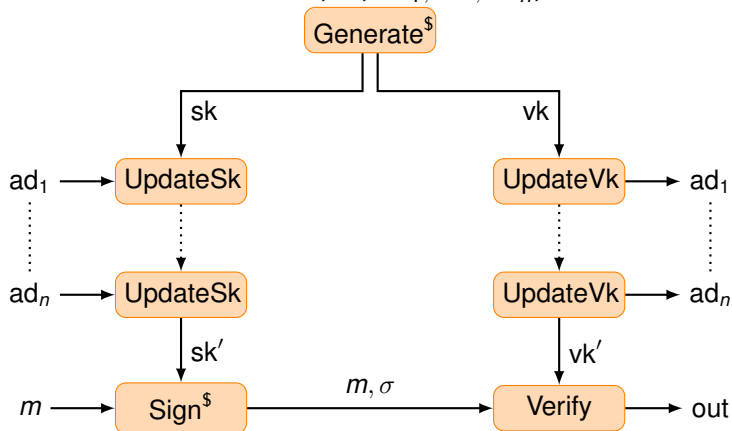 Generate$
sk vk
ad₁ UpdateSk UpdateVk ad₁
adₙ UpdateSk UpdateVk adₙ
sk′ vk′
m Sign$ m, σ Verify out